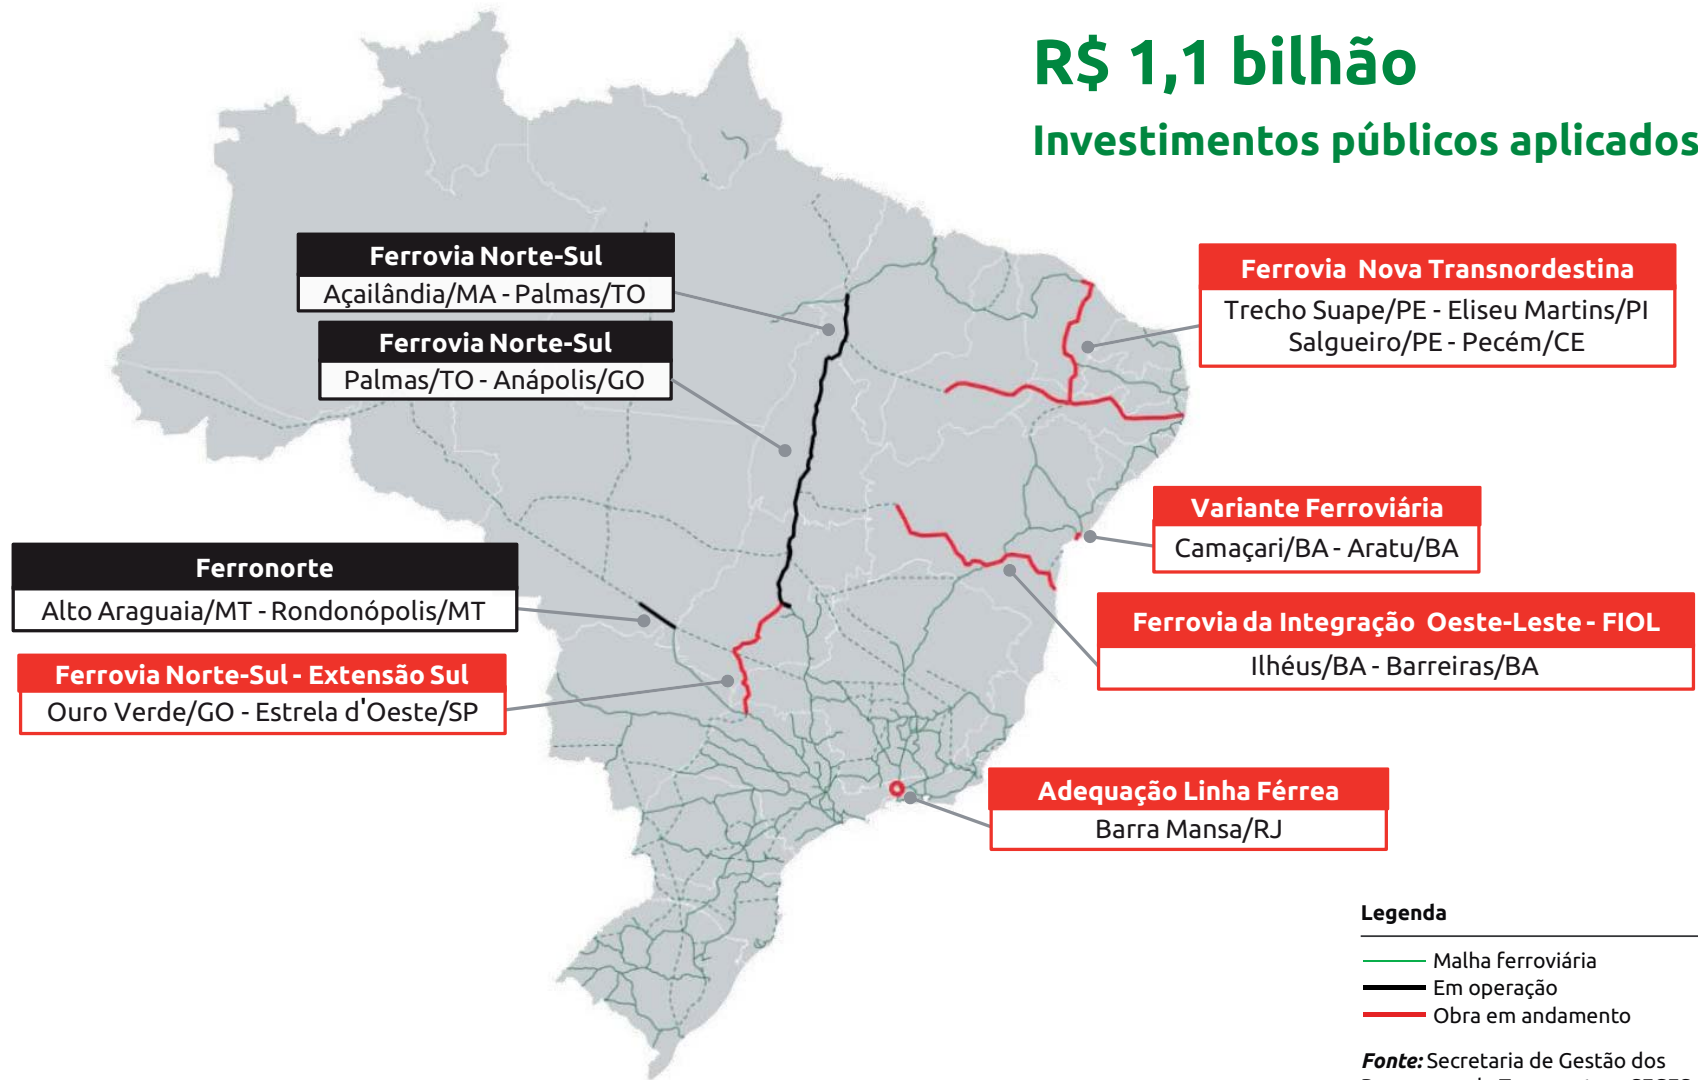 R$ 1,1 bilhão
Investimentos públicos aplicados
Ferrovia Norte-Sul
Açailândia/MA - Palmas/TO
Ferrovia Norte-Sul
Palmas/TO - Anápolis/GO
Ferrovia Nova Transnordestina
Trecho Suape/PE - Eliseu Martins/PI
Salgueiro/PE - Pecém/CE
Variante Ferroviária
Camaçari/BA - Aratu/BA
Ferronorte
Alto Araguaia/MT - Rondonópolis/MT
Ferrovia da Integração Oeste-Leste - FIOL
Ilhéus/BA - Barreiras/BA
Ferrovia Norte-Sul - Extensão Sul
Ouro Verde/GO - Estrela d'Oeste/SP
Adequação Linha Férrea
Barra Mansa/RJ
Legenda
Malha ferroviária
Em operação
Obra em andamento
Fonte: Secretaria de Gestão dos